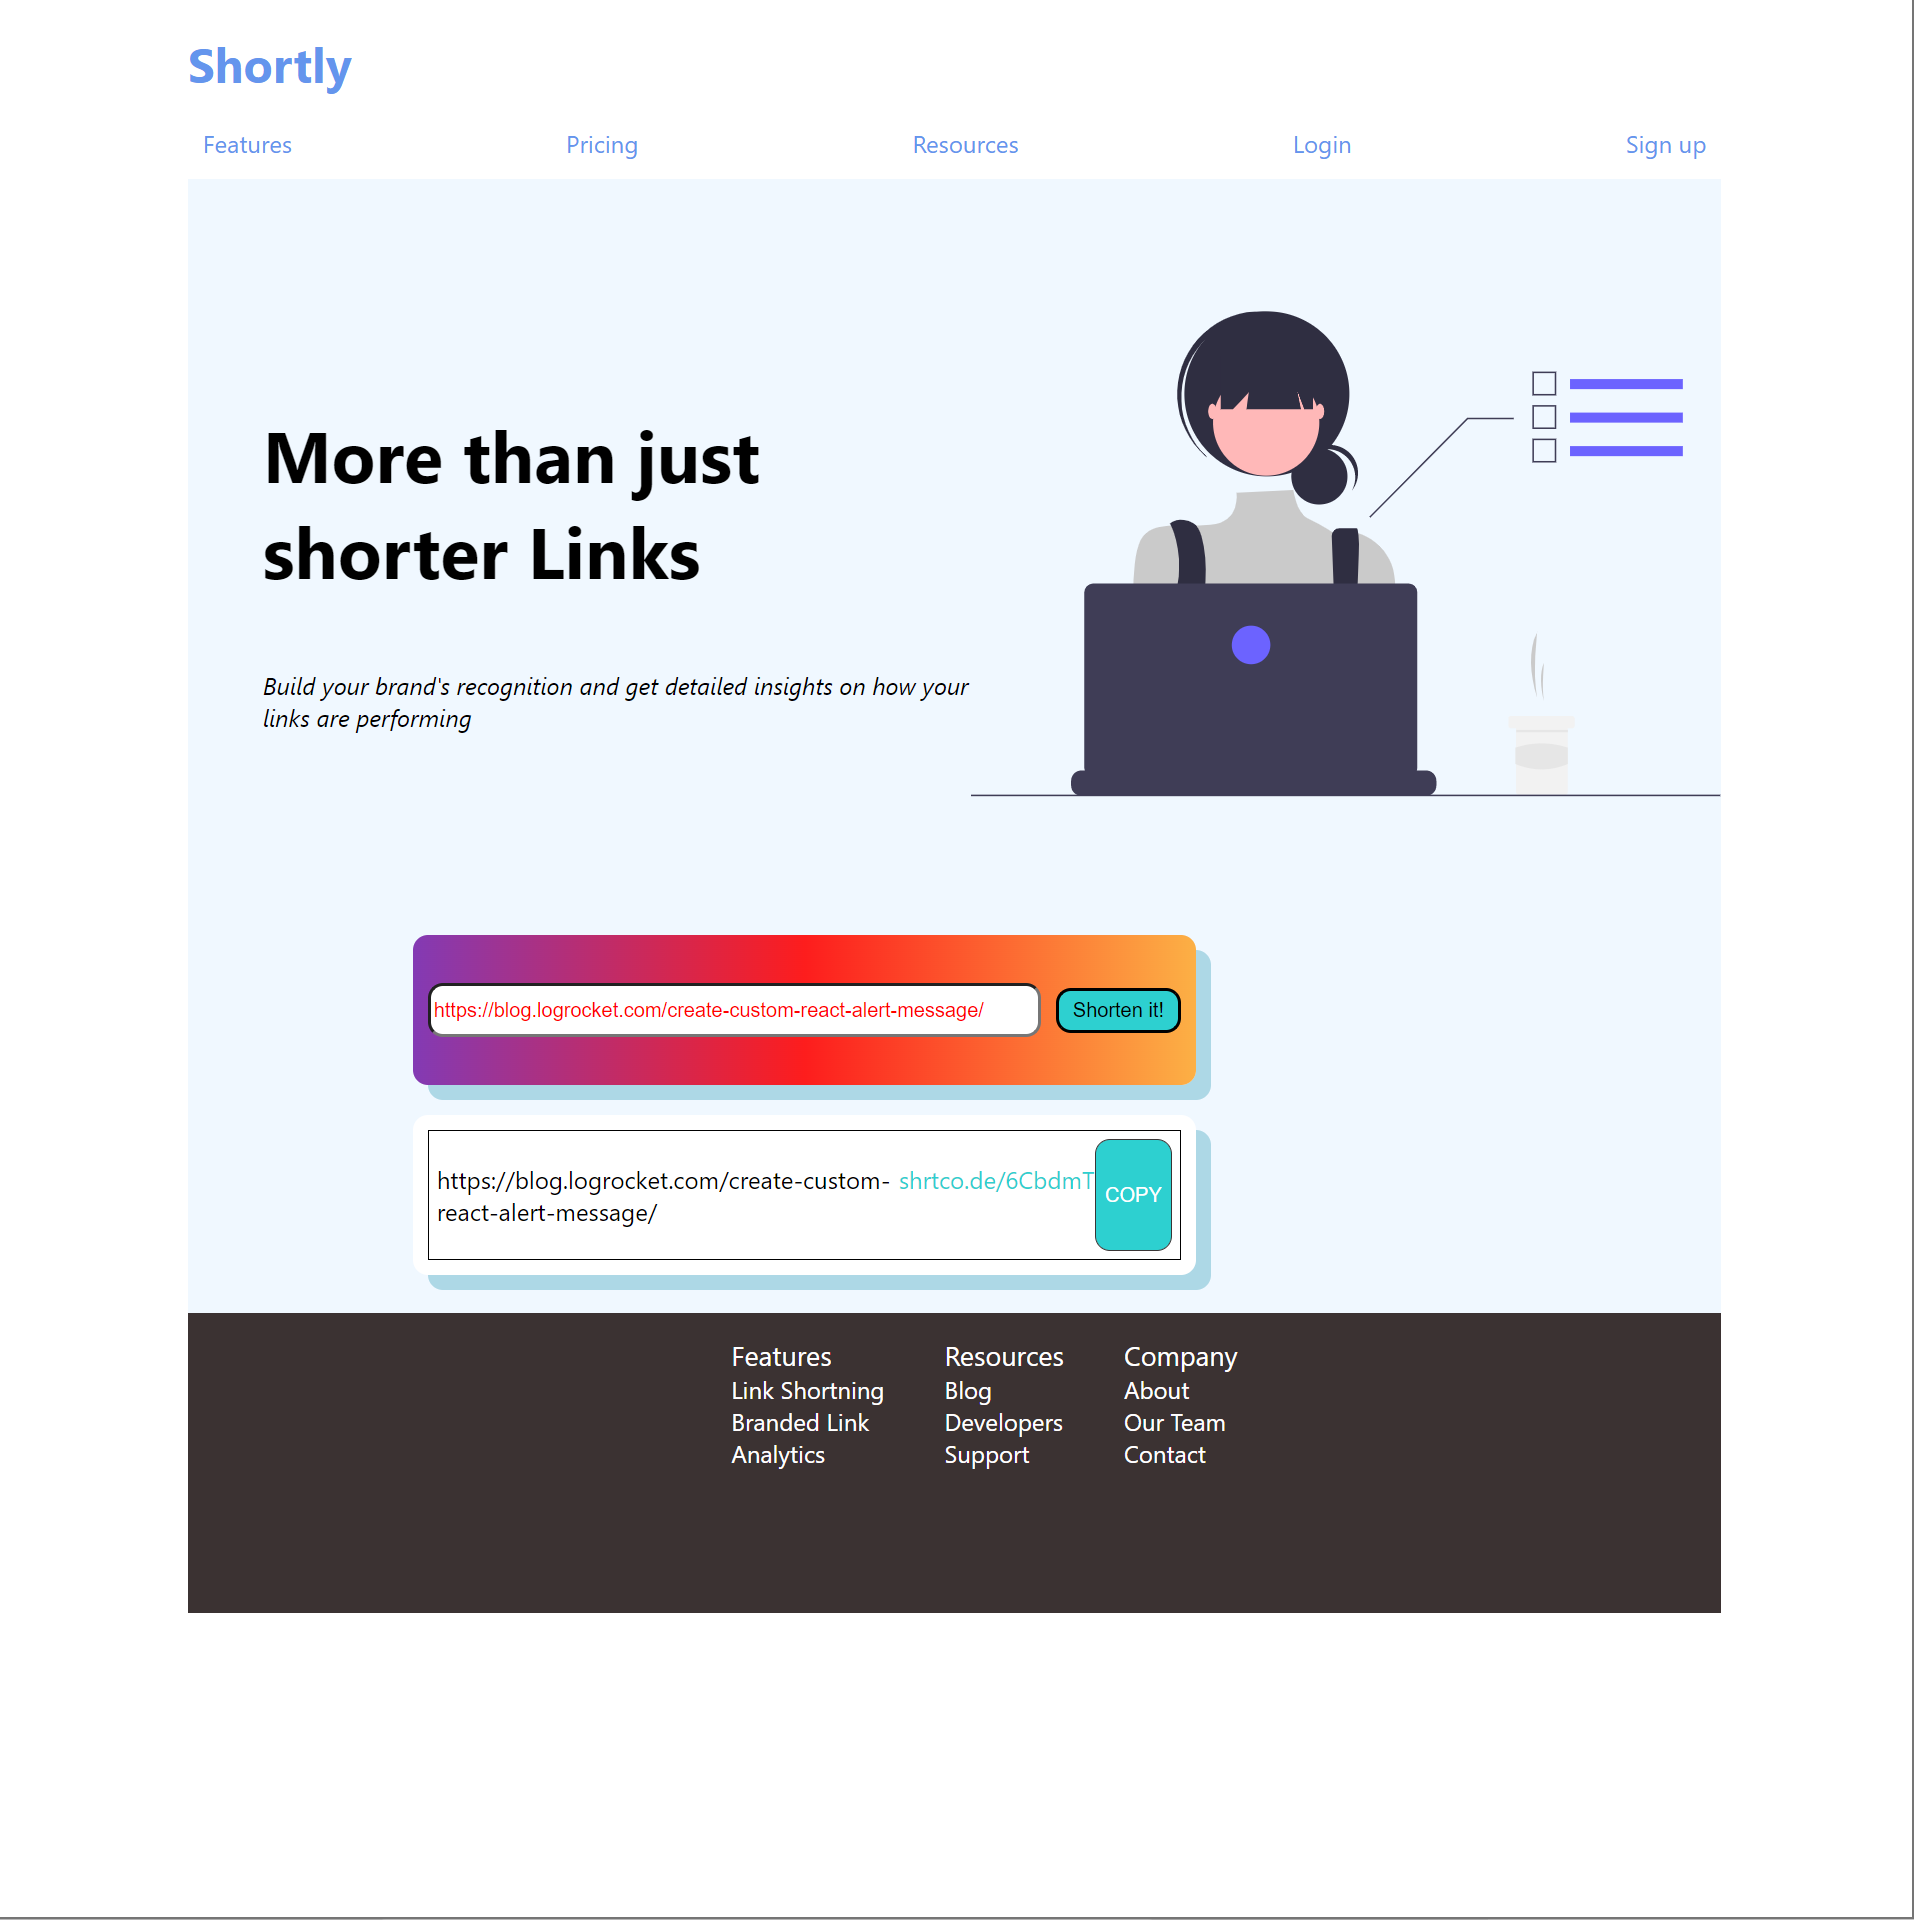 Shortly
Features
Pricing
Resources
Login
Sign up
More than just
shorter Links
Build your brand's recognition and get detailed insights on how your
links are performing
https://blog.logrocket.com/create-custom-react-alert-message/
Shorten it!
https://blog.logrocket.com/create-custom-
react-alert-message/
shrtco.de/6CbdmT
COPY
Features
Link Shortning
Branded Link
Analytics
Resources
Blog
Developers
Support
Company
About
Our Team
Contact